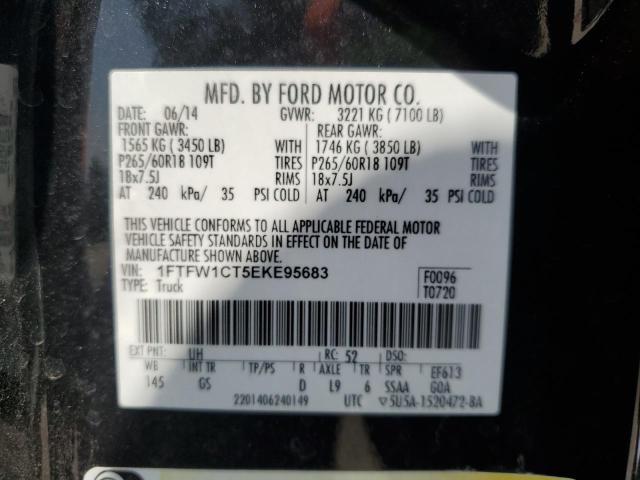 MFD. BY FORD MOTOR CO.
DATE: 06/14 GVWR: 3221 KG ( 7100 LB)
FRONT GAWR: REAR GAWR:
1565 KG ( 3450 LB) WITH 1746 KG ( 3850 LB) WITH
P265/60R18 109T TIRES P265/60R18 109T TIRES
18x7.5J RIMS 18x7.5J RIMS
AT 240 kPa/ 35 PSI COLD AT 240 kPa/ 35 PSI COLD
THIS VEHICLE CONFORMS TO ALL APPLICABLE FEDERAL MOTOR
VEHICLE SAFETY STANDARDS IN EFFECT ON THE DATE OF
MANUFACTURE SHOWN ABOVE.
VIN: 1FTFW1CT5EKE95683 F0096
TYPE: Truck T0720
EXT PNT: UH RC: 52 DSO:
WB INT TR TP/PS R AXLE TR SPR EF613
145 GS D L9 6 SSAA GOA
2201406240149 UTC ▽5U5A-1520472-BA